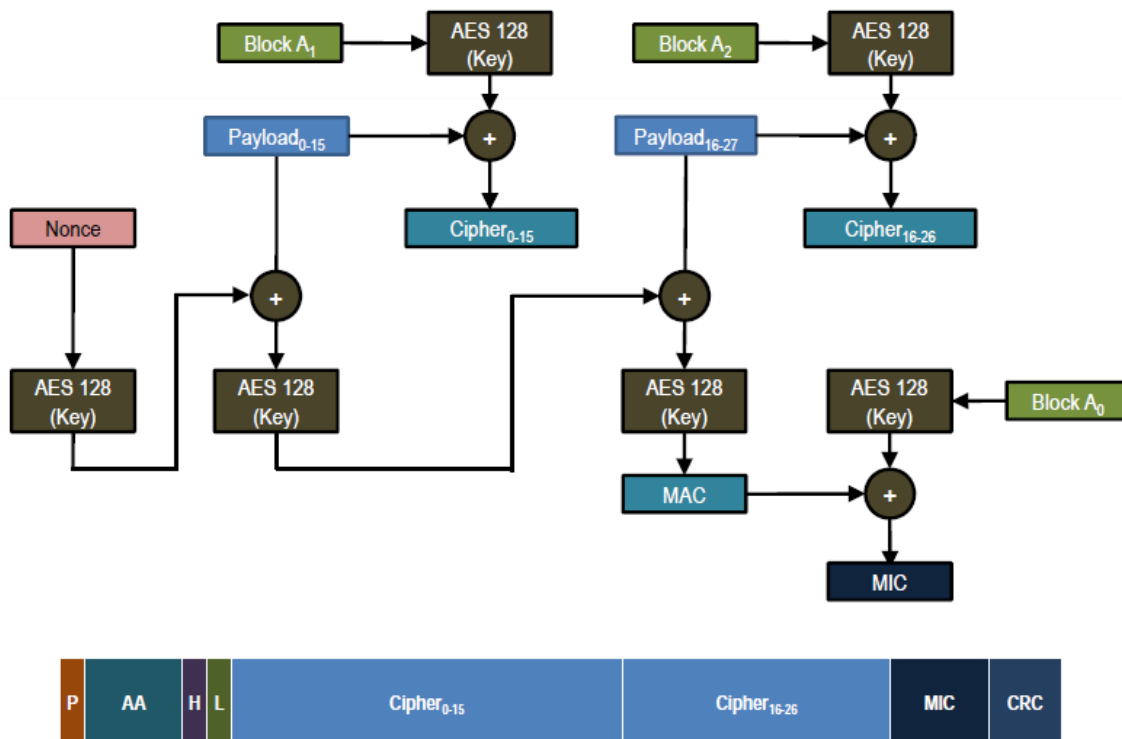 Block A₁
AES 128
(Key)
Block A₂
AES 128
(Key)
Payload₀₋₁₅
+
Payload₁₆₋₂₇
+
Nonce
Cipher₀₋₁₅
Cipher₁₆₋₂₆
+
+
AES 128
(Key)
AES 128
(Key)
AES 128
(Key)
AES 128
(Key)
Block A₀
MAC
+
MIC
P AA H L Cipher₀₋₁₅ Cipher₁₆₋₂₆ MIC CRC